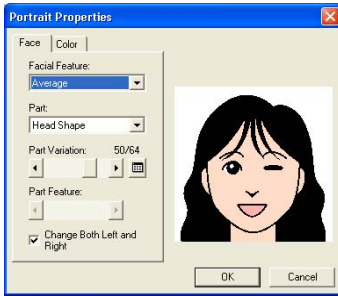 Portrait Properties
Face
Color
Facial Feature:
Average
Part:
Head Shape
Part Variation: 50/64
Part Feature:
Change Both Left and
Right
OK
Cancel